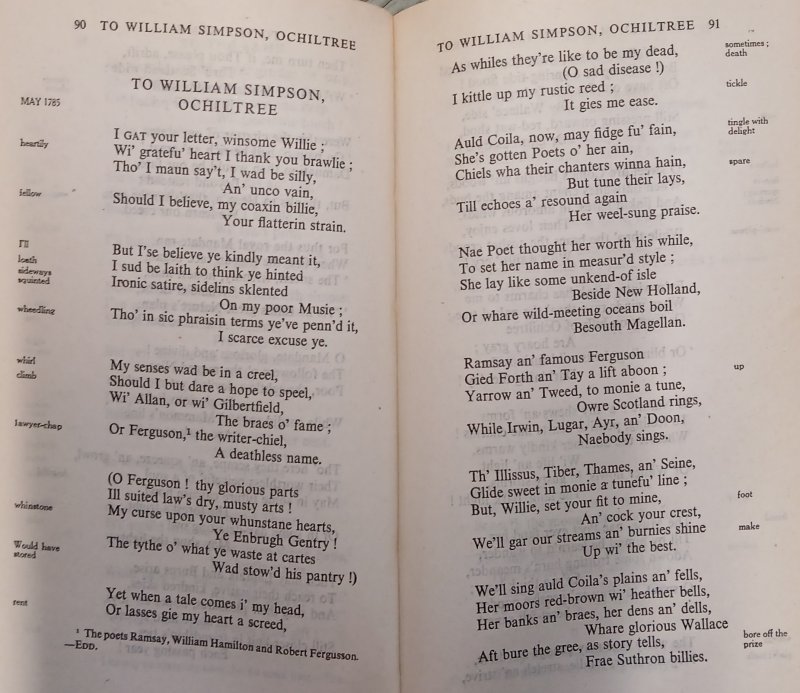 90 TO WILLIAM SIMPSON, OCHILTREE
TO WILLIAM SIMPSON,
OCHILTREE
MAY 1785
I GAT your letter, winsome Willie ;
heartily
Wi' gratefu' heart I thank you brawlie ;
Tho' I maun say't, I wad be silly,
An' unco vain,
fellow
Should I believe, my coaxin billie,
Your flatterin strain.
I'll
But I'se believe ye kindly meant it,
loath
I sud be laith to think ye hinted
sideways
squinted
Ironic satire, sidelins sklented
On my poor Musie ;
wheedling
Tho' in sic phraisin terms ye've penn'd it,
I scarce excuse ye.
whirl
My senses wad be in a creel,
climb
Should I but dare a hope to speel,
Wi' Allan, or wi' Gilbertfield,
The braes o' fame ;
lawyer-chap
Or Ferguson,¹ the writer-chiel,
A deathless name.
(O Ferguson ! thy glorious parts
Ill suited law's dry, musty arts !
whinstone
My curse upon your whunstane hearts,
Ye Enbrugh Gentry !
Would have
stored
The tythe o' what ye waste at cartes
Wad stow'd his pantry !)
Yet when a tale comes i' my head,
rent
Or lasses gie my heart a screed,
¹ The poets Ramsay, William Hamilton and Robert Fergusson.
—EDD.
TO WILLIAM SIMPSON, OCHILTREE 91
As whiles they're like to be my dead,
sometimes ;
death
(O sad disease !)
I kittle up my rustic reed ;
tickle
It gies me ease.
Auld Coila, now, may fidge fu' fain,
tingle with
delight
She's gotten Poets o' her ain,
Chiels wha their chanters winna hain,
spare
But tune their lays,
Till echoes a' resound again
Her weel-sung praise.
Nae Poet thought her worth his while,
To set her name in measur'd style ;
She lay like some unkend-of isle
Beside New Holland,
Or whare wild-meeting oceans boil
Besouth Magellan.
Ramsay an' famous Ferguson
Gied Forth an' Tay a lift aboon ;
up
Yarrow an' Tweed, to monie a tune,
Owre Scotland rings,
While Irwin, Lugar, Ayr, an' Doon,
Naebody sings.
Th' Illissus, Tiber, Thames, an' Seine,
Glide sweet in monie a tunefu' line ;
But, Willie, set your fit to mine,
foot
An' cock your crest,
We'll gar our streams an' burnies shine
make
Up wi' the best.
We'll sing auld Coila's plains an' fells,
Her moors red-brown wi' heather bells,
Her banks an' braes, her dens an' dells,
Whare glorious Wallace
Aft bure the gree, as story tells,
bore off the
prize
Frae Suthron billies.